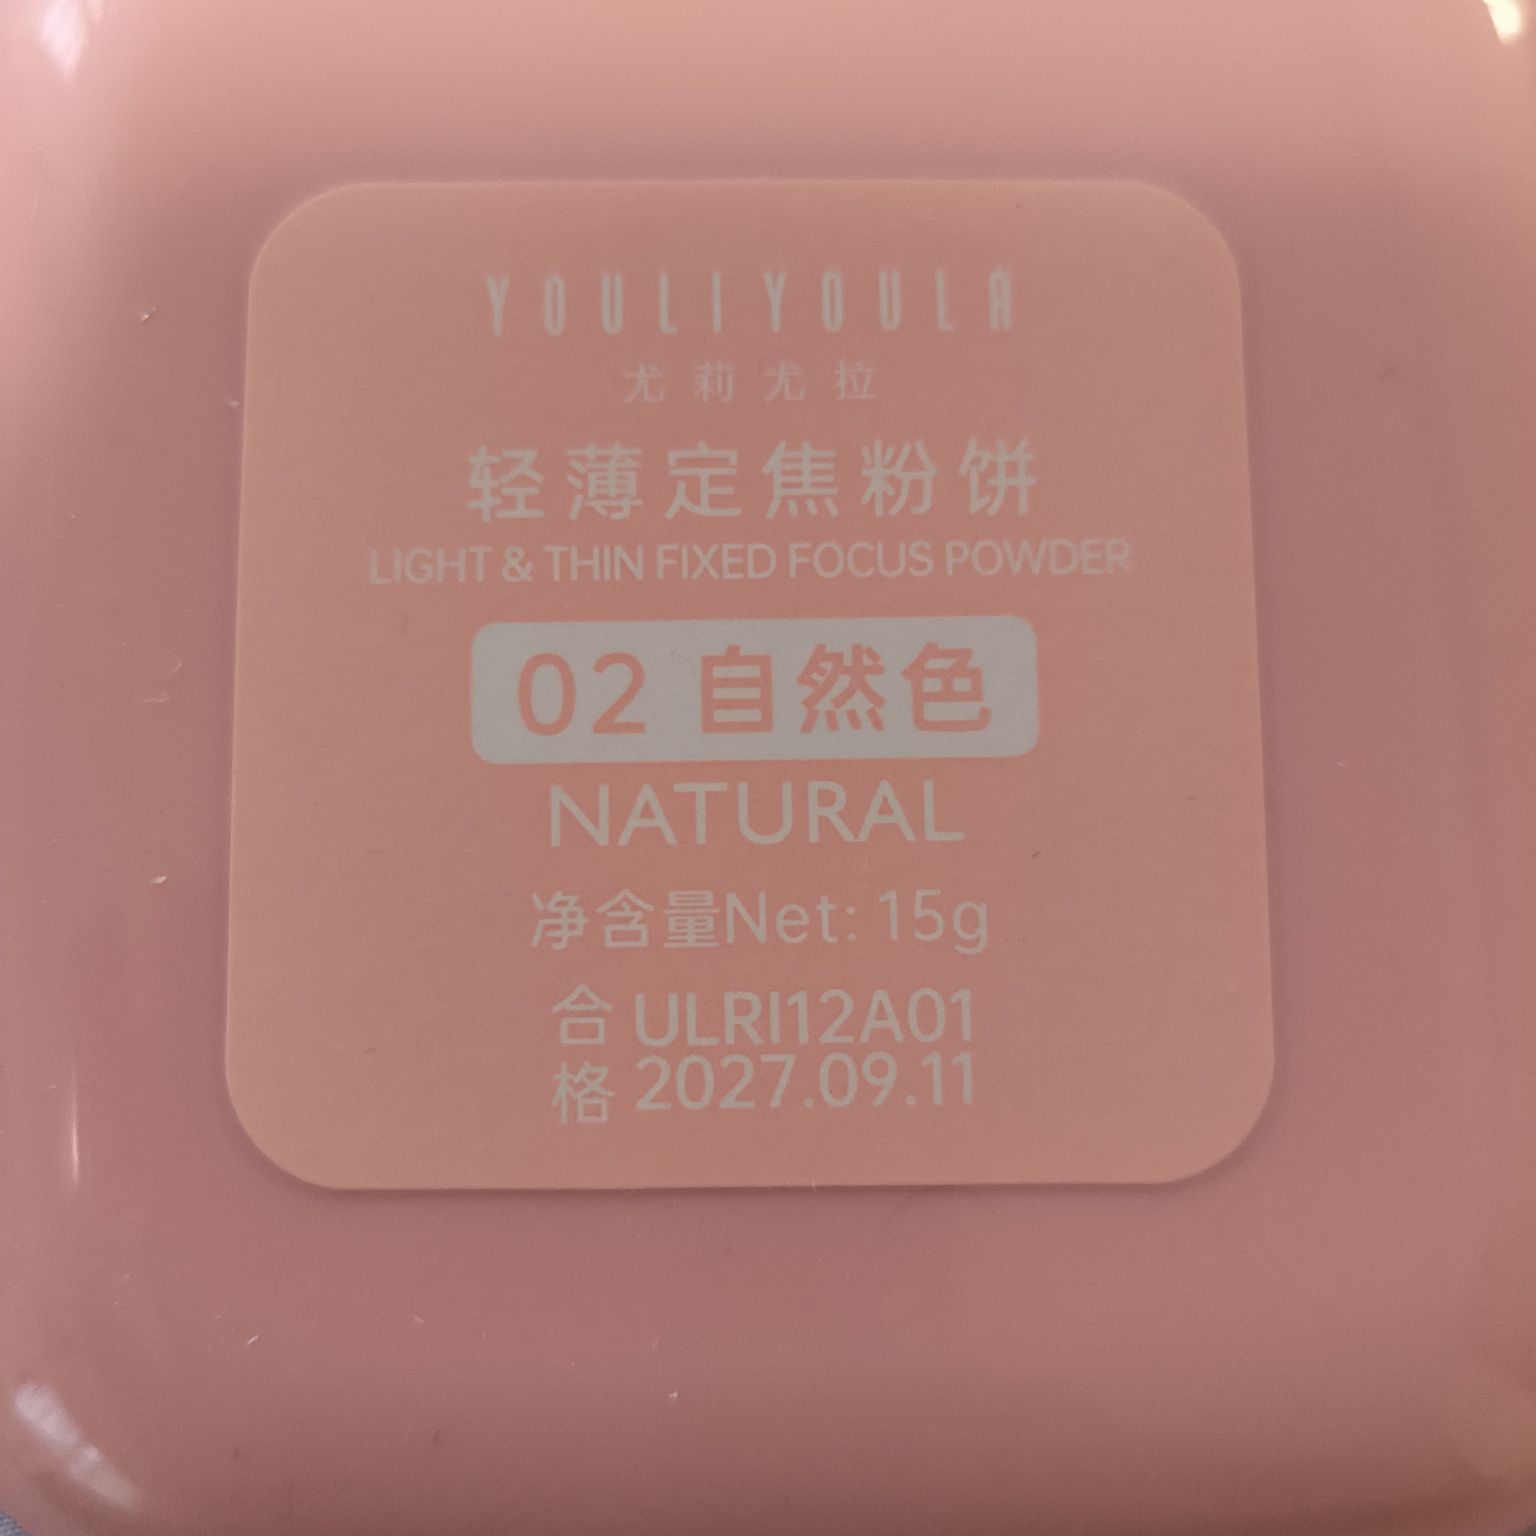 YOULIYOULA
尤莉尤拉
轻薄定焦粉饼
LIGHT & THIN FIXED FOCUS POWDER
02 自然色
NATURAL
净含量Net: 15g
合 ULRI12A01
格 2027.09.11